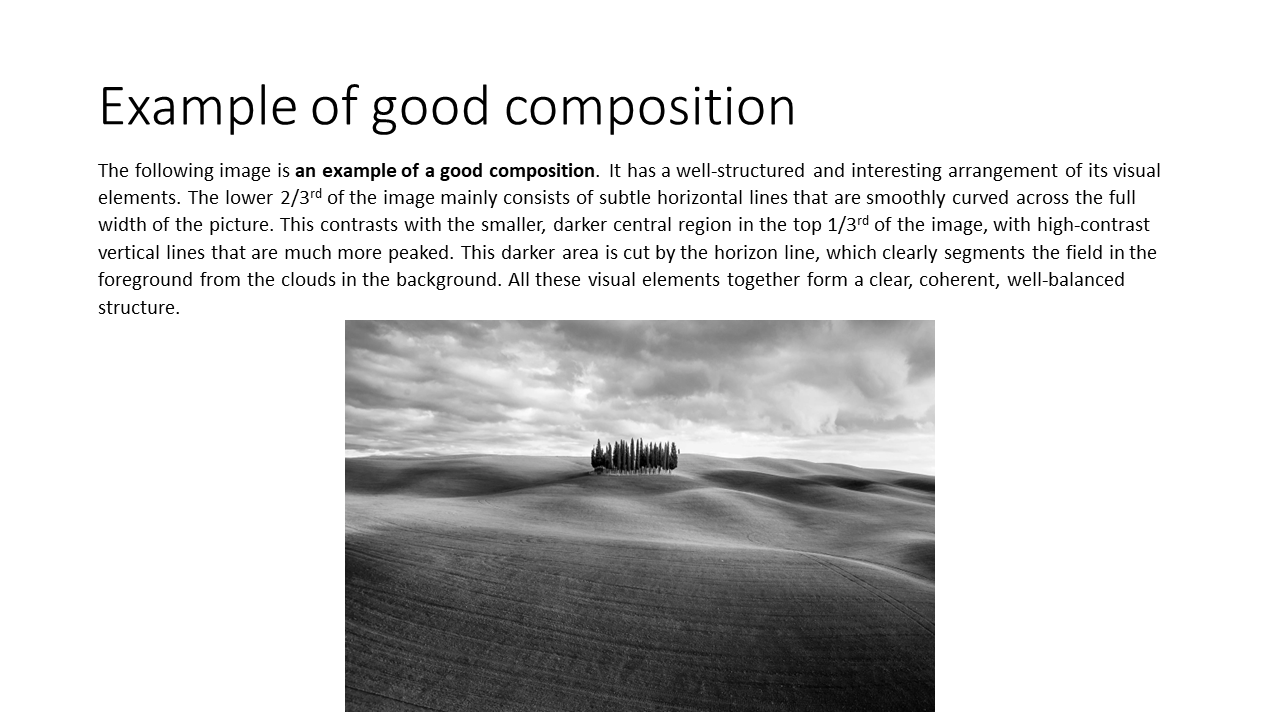 Example of good composition
The following image is an example of a good composition. It has a well-structured and interesting arrangement of its visual
elements. The lower 2/3rd of the image mainly consists of subtle horizontal lines that are smoothly curved across the full
width of the picture. This contrasts with the smaller, darker central region in the top 1/3rd of the image, with high-contrast
vertical lines that are much more peaked. This darker area is cut by the horizon line, which clearly segments the field in the
foreground from the clouds in the background. All these visual elements together form a clear, coherent, well-balanced
structure.